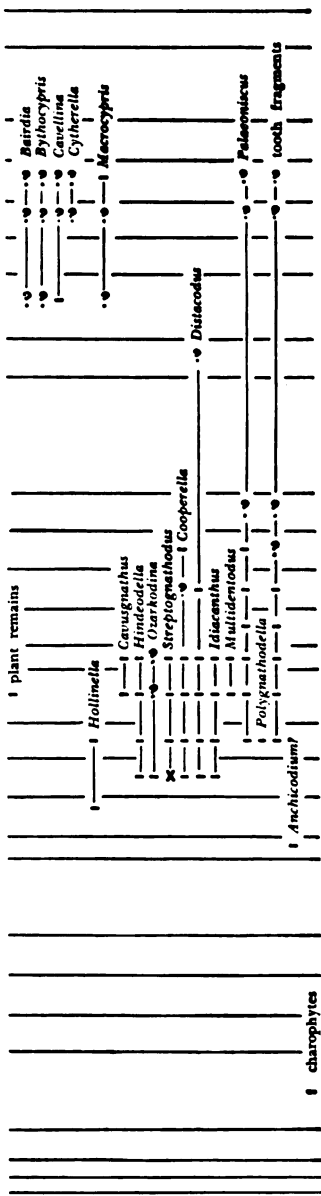 Bairdia
Bythocypris
Cavellina
Cytherella
Macrocypris
Palaeoniscus
tooth fragments
Distacodus
plant remains
Hollinella
Cavusgnathus
Hindeodella
Ozarkodina
Streptognathodus
Cooperella
Idiacanthus
Multidentodus
Polygnathodella
Anchicodium?
charophytes